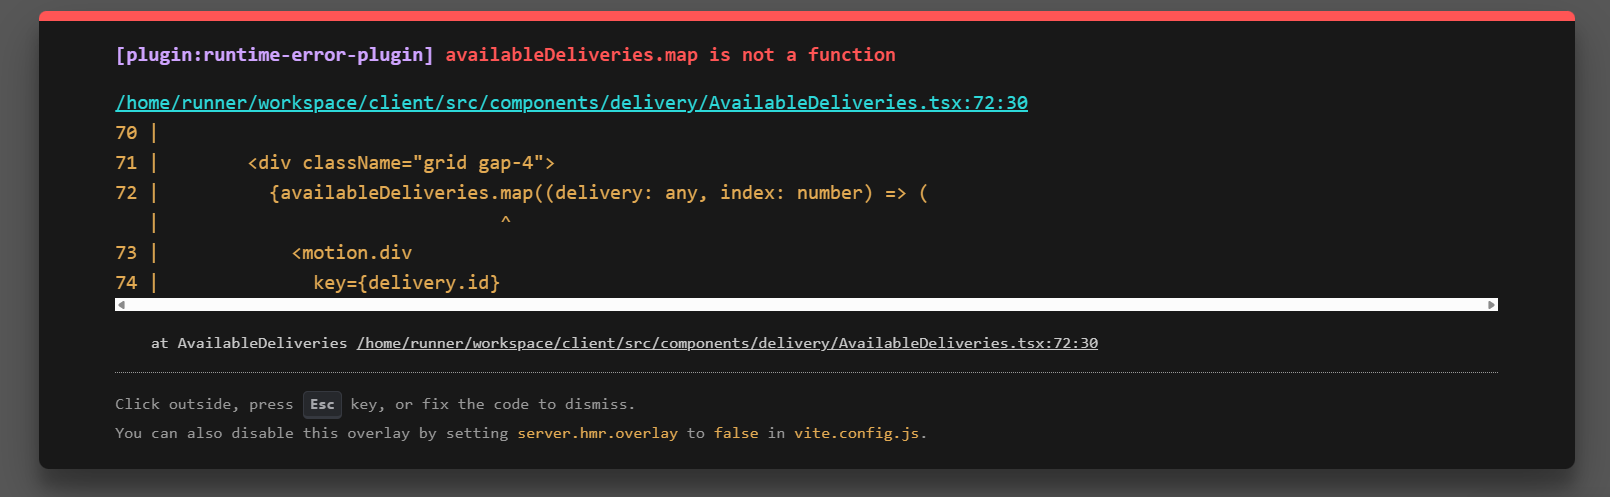 [plugin:runtime-error-plugin] availableDeliveries.map is not a function
/home/runner/workspace/client/src/components/delivery/AvailableDeliveries.tsx:72:30
70 |
71 |        <div className="grid gap-4">
72 |          {availableDeliveries.map((delivery: any, index: number) => (
   |                               ^
73 |            <motion.div
74 |              key={delivery.id}
at AvailableDeliveries /home/runner/workspace/client/src/components/delivery/AvailableDeliveries.tsx:72:30
Click outside, press Esc key, or fix the code to dismiss.
You can also disable this overlay by setting server.hmr.overlay to false in vite.config.js.